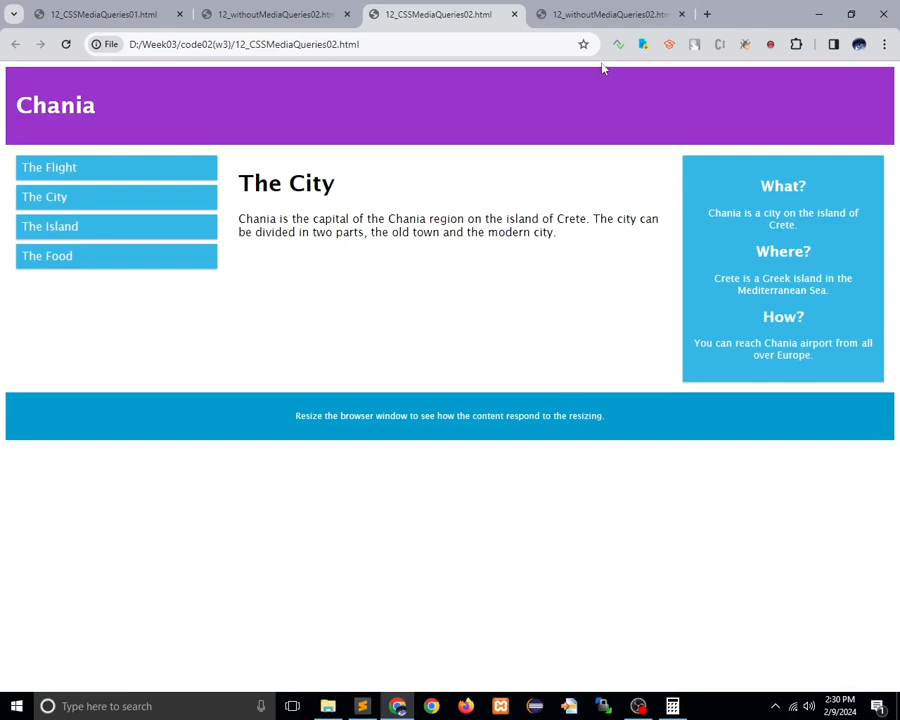 12_CSSMediaQueries01.html
12_withoutMediaQueries02.htm
12_CSSMediaQueries02.html
12_withoutMediaQueries02.htm
File
D:/Week03/code02(w3)/12_CSSMediaQueries02.html
Chania
The Flight
The City
The Island
The Food
The City
Chania is the capital of the Chania region on the island of Crete. The city can
be divided in two parts, the old town and the modern city.
What?
Chania is a city on the island of
Crete.
Where?
Crete is a Greek island in the
Mediterranean Sea.
How?
You can reach Chania airport from all
over Europe.
Resize the browser window to see how the content respond to the resizing.
Type here to search
2:30 PM
2/9/2024
1